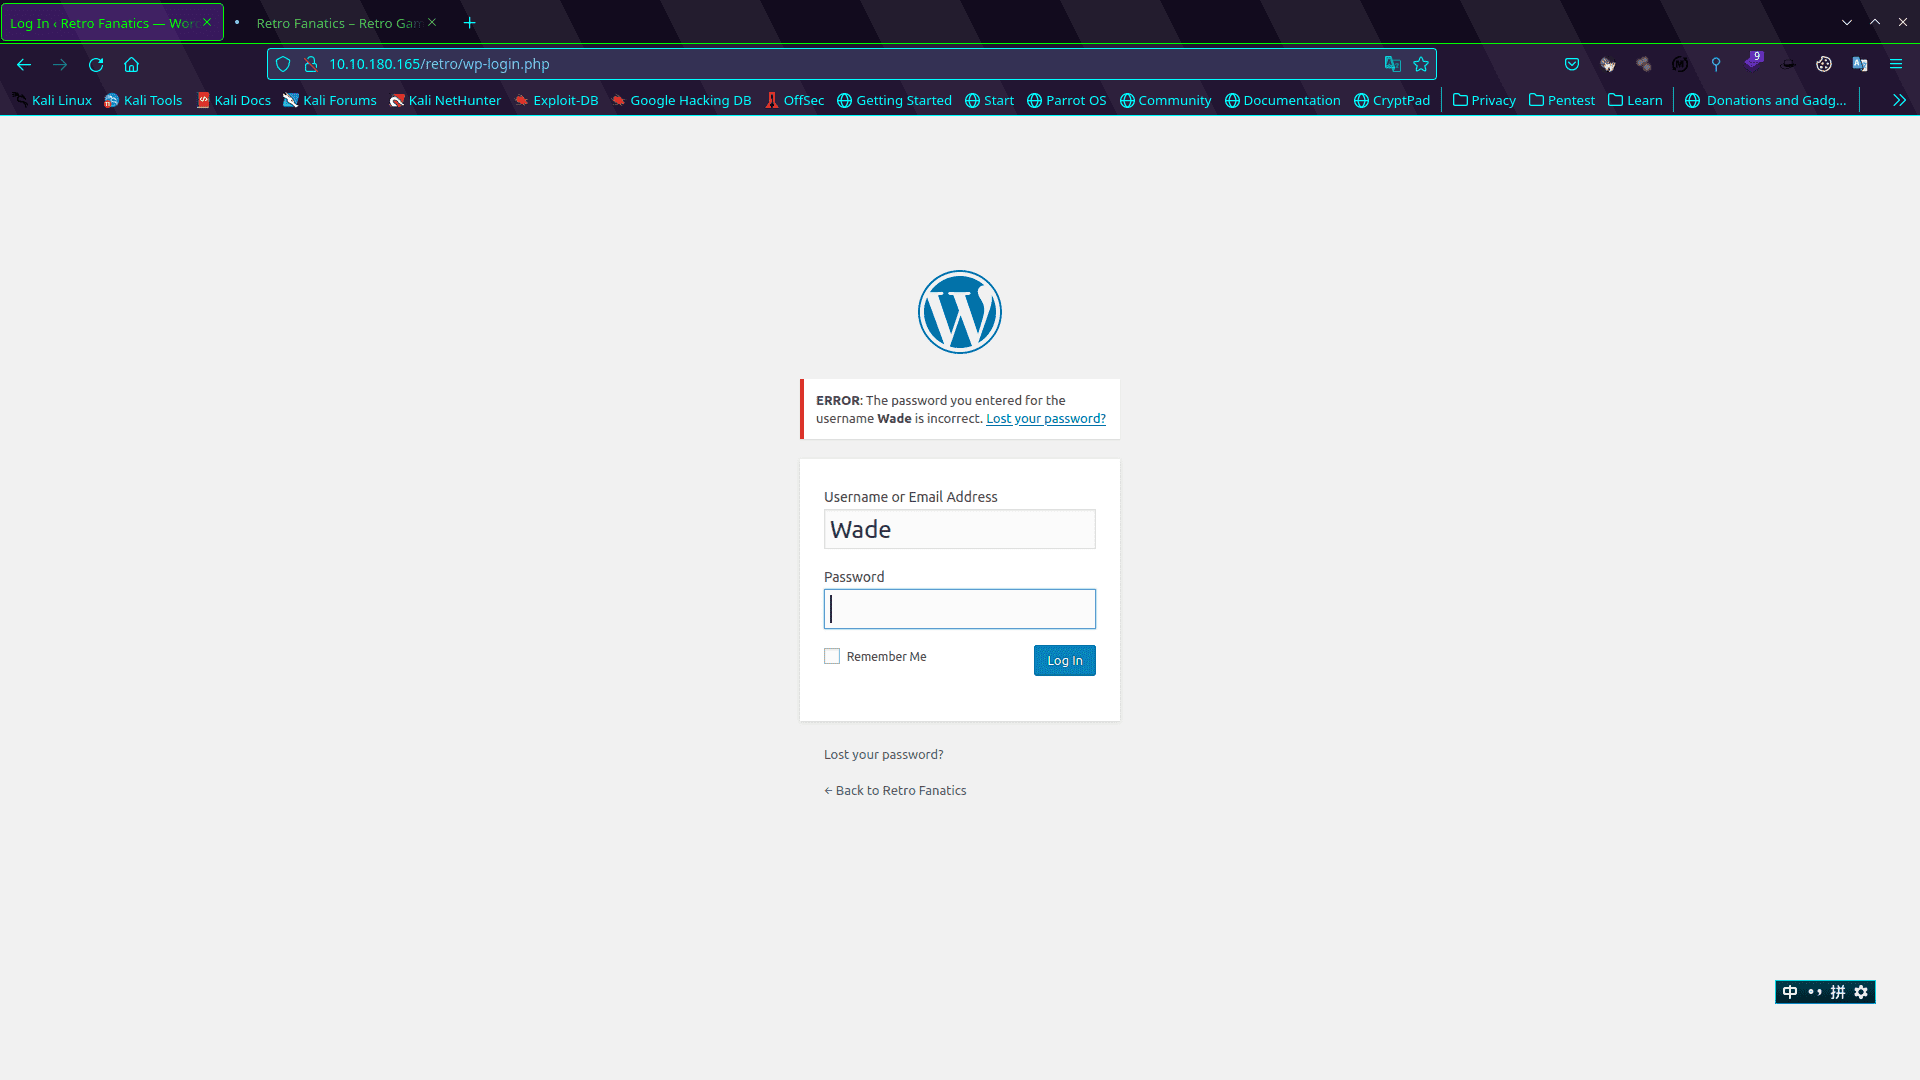 Log In ‹ Retro Fanatics — Wor
Retro Fanatics – Retro Gam
10.10.180.165/retro/wp-login.php
9
Kali Linux Kali Tools Kali Docs Kali Forums Kali NetHunter Exploit-DB Google Hacking DB OffSec Getting Started Start Parrot OS Community Documentation CryptPad Privacy Pentest Learn Donations and Gadg...
ERROR: The password you entered for the
username Wade is incorrect. Lost your password?
Username or Email Address
Wade
Password
Remember Me
Log In
Lost your password?
← Back to Retro Fanatics
中 •, 拼